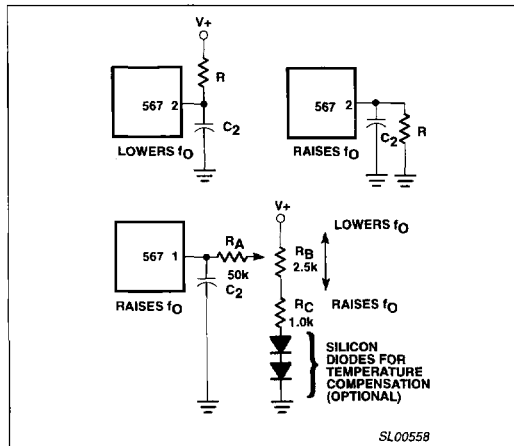 V+
R
567 2
C2
LOWERS fO
567 2
C2
R
RAISES fO
V+
LOWERS fO
567 1
RA
50k
C2
RAISES fO
RB
2.5k
RC
1.0k
RAISES fO
SILICON
DIODES FOR
TEMPERATURE
COMPENSATION
(OPTIONAL)
SL00558